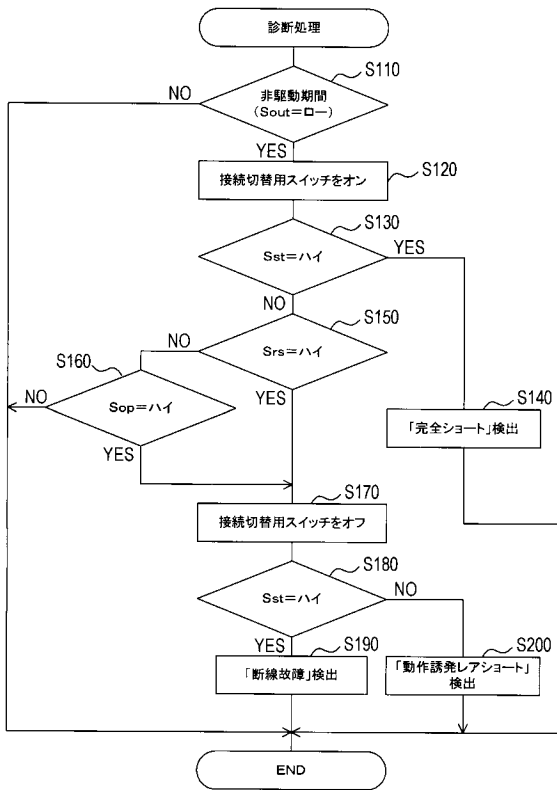 診断処理
S110
非駆動期間
(Sout=ロー)
NO
YES
S120
接続切替用スイッチをオン
S130
Sst=ハイ
YES
NO
S150
Srs=ハイ
NO
YES
S160
Sop=ハイ
NO
YES
S140
「完全ショート」検出
S170
接続切替用スイッチをオフ
S180
Sst=ハイ
NO
YES
S190
「断線故障」検出
S200
「動作誘発レアショート」
検出
END